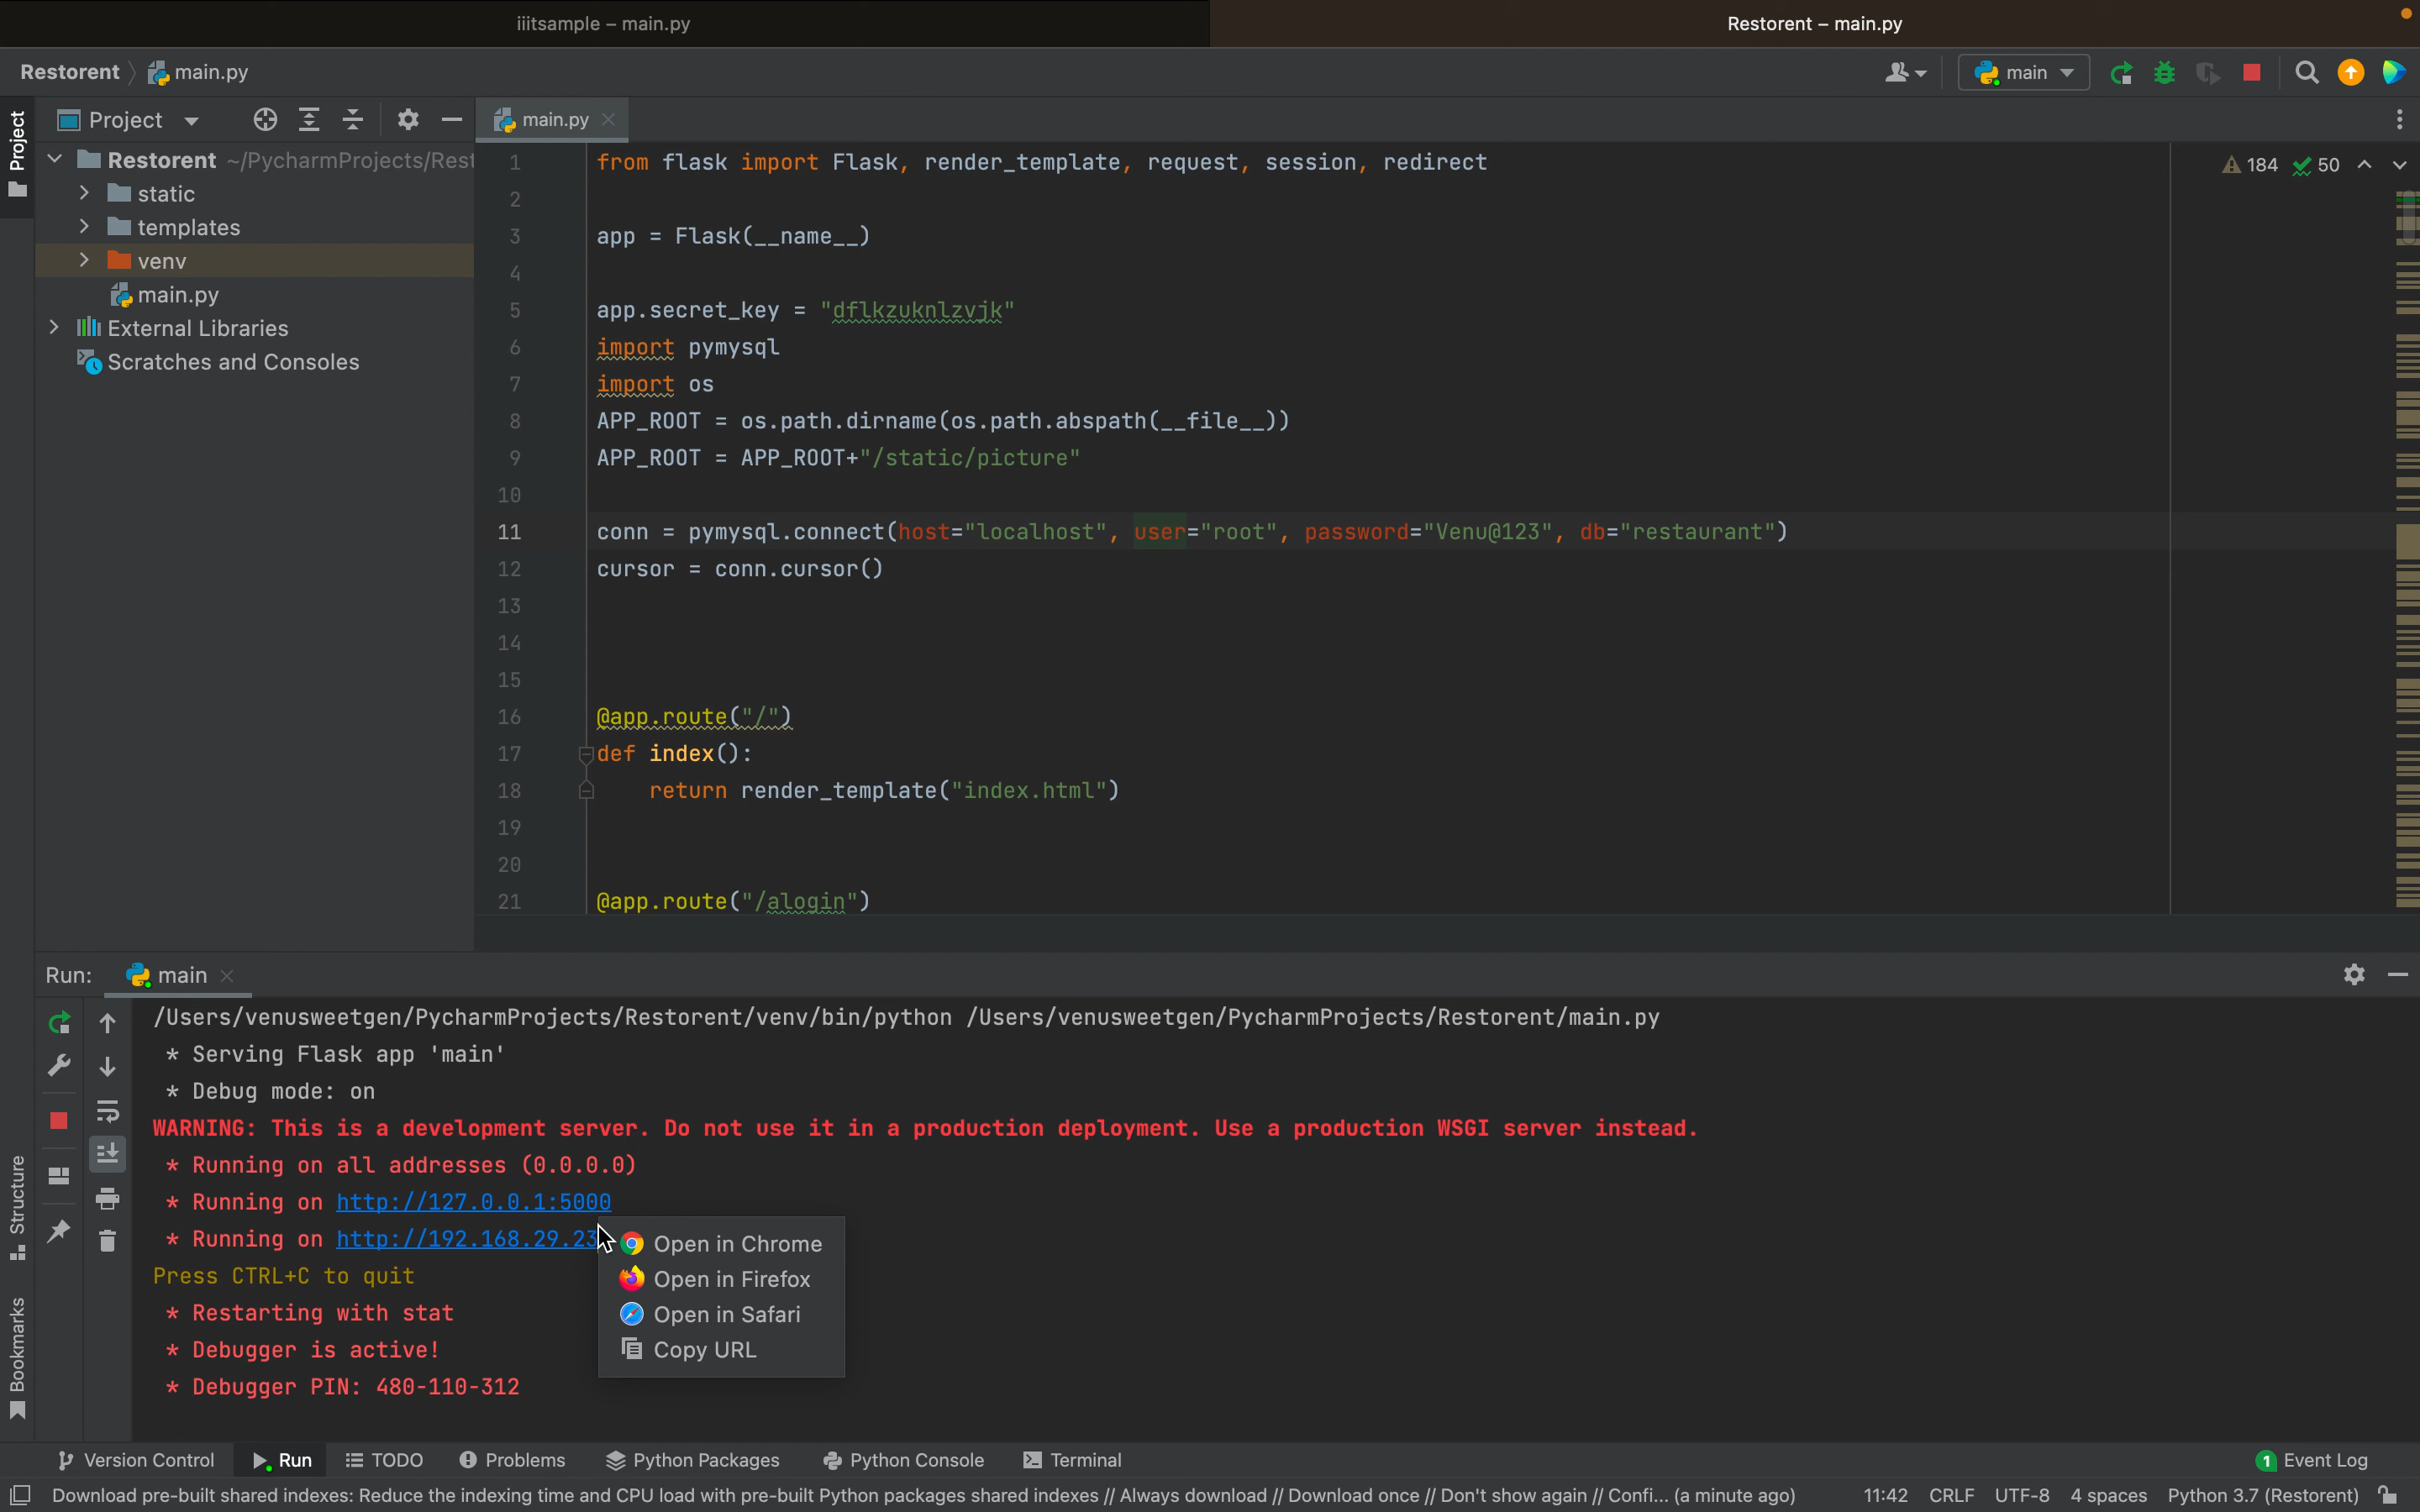 iiitsample – main.py
Restorent – main.py
Restorent main.py
main
Project
main.py
184 50
Project
Restorent ~/PycharmProjects/Rest
static
templates
venv
main.py
External Libraries
Scratches and Consoles
1 from flask import Flask, render_template, request, session, redirect
2
3 app = Flask(__name__)
4
5 app.secret_key = "dflkzuknlzvjk"
6 import pymysql
7 import os
8 APP_ROOT = os.path.dirname(os.path.abspath(__file__))
9 APP_ROOT = APP_ROOT+"/static/picture"
10
11 conn = pymysql.connect(host="localhost", user="root", password="Venu@123", db="restaurant")
12 cursor = conn.cursor()
13
14
15
16 @app.route("/")
17 def index():
18 return render_template("index.html")
19
20
21 @app.route("/alogin")
Run: main
/Users/venusweetgen/PycharmProjects/Restorent/venv/bin/python /Users/venusweetgen/PycharmProjects/Restorent/main.py
* Serving Flask app 'main'
* Debug mode: on
WARNING: This is a development server. Do not use it in a production deployment. Use a production WSGI server instead.
* Running on all addresses (0.0.0.0)
* Running on http://127.0.0.1:5000
* Running on http://192.168.29.23
Press CTRL+C to quit
* Restarting with stat
* Debugger is active!
* Debugger PIN: 480-110-312
Open in Chrome
Open in Firefox
Open in Safari
Copy URL
Structure
Bookmarks
Version Control Run TODO Problems Python Packages Python Console Terminal 1 Event Log
Download pre-built shared indexes: Reduce the indexing time and CPU load with pre-built Python packages shared indexes // Always download // Download once // Don't show again // Confi... (a minute ago) 11:42 CRLF UTF-8 4 spaces Python 3.7 (Restorent)